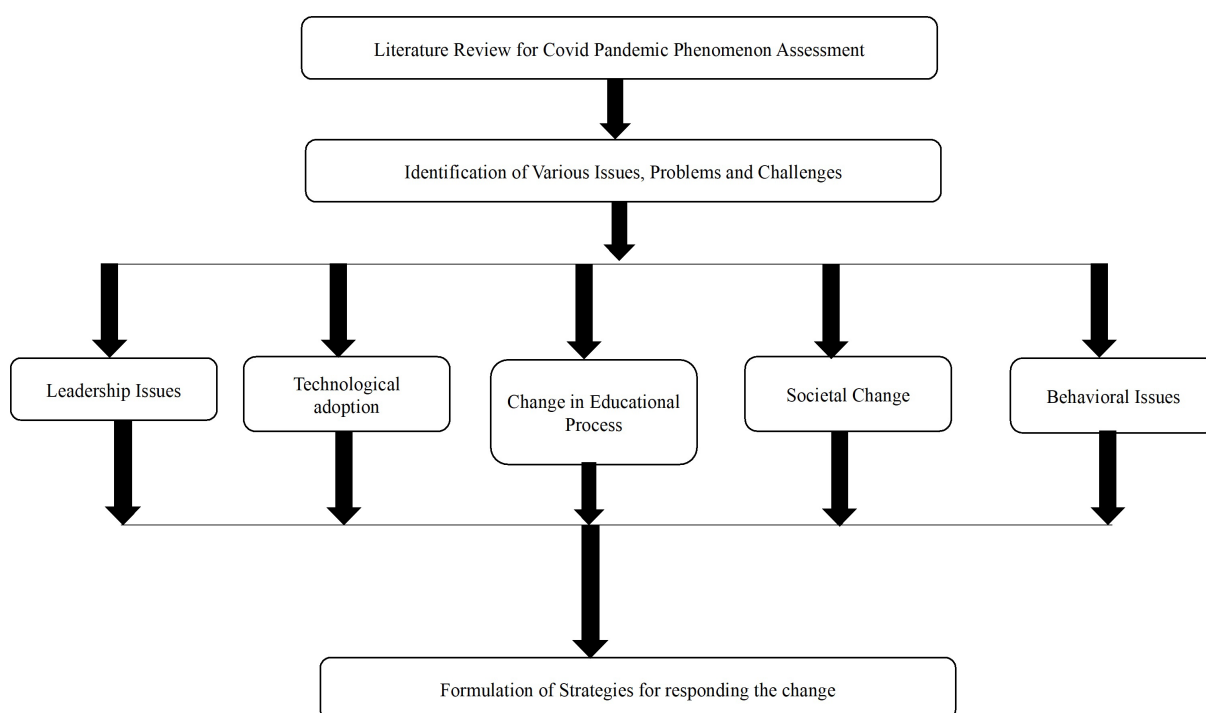 Literature Review for Covid Pandemic Phenomenon Assessment
Identification of Various Issues, Problems and Challenges
Leadership Issues
Technological
adoption
Change in Educational
Process
Societal Change
Behavioral Issues
Formulation of Strategies for responding the change